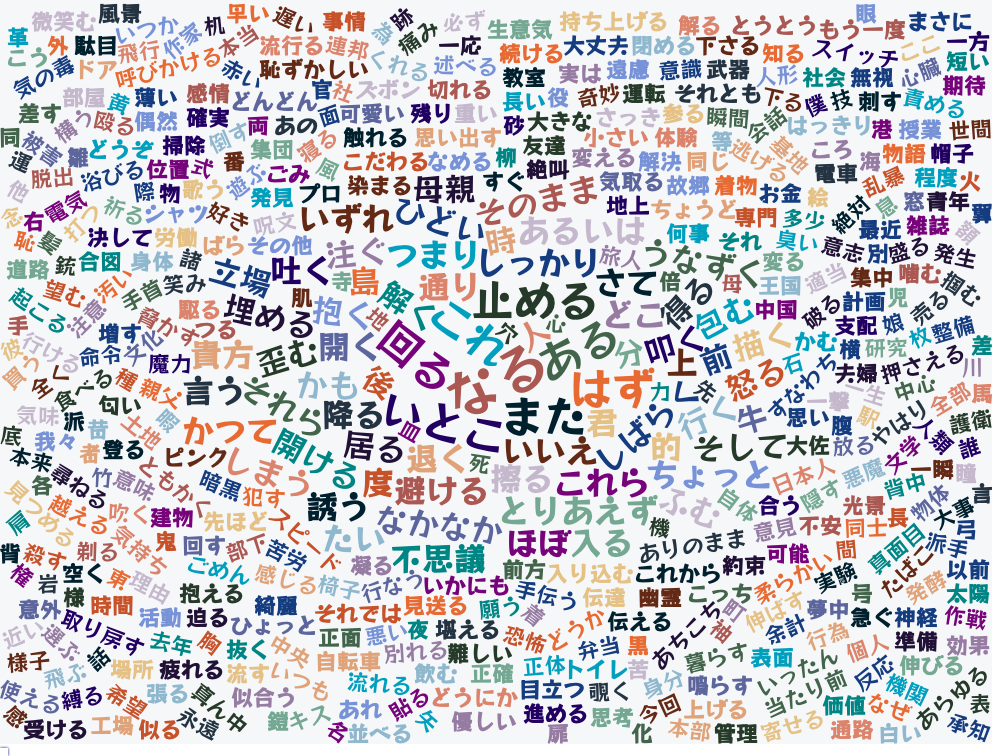 微笑む
風景
いつか
作家
机
早い
遅い
事情
跡
痛み
必ず
生意気
持ち上げる
解る
とうとう
もう一度
眼
まさに
革
こう
外
駄目
飛行
本当
流行る
連邦
くれる
一応
続ける
大丈夫
閉める
下さる
知る
スイッチ
ここ
一方
短い
気の毒
ドア
呼びかける
赤い
恥ずかしい
述べる
教室
実は
遠慮
意識
武器
人形
社会
無視
心臓
期待
部屋
黄
薄い
感情
どんどん
官
社
ズボン
切れる
長い
役
奇妙
運転
それとも
下る
僕
技
刺す
責める
差す
横
殴る
偶然
確実
倒す
両
あの
面
可愛い
残り
重い
砂
大きな
さっき
参る
瞬間
会話
はっきり
港
授業
世間
同
被害
雛
どうぞ
掃除
集団
寝る
触れる
思い出す
友達
小さい
体験
等
逃げる
基地
ころ
海
物語
帽子
運
脱出
浴びる
位置
式
番
遊ぶ
ごみ
風
こだわる
なめる
柳
絶叫
変える
解決
同じ
電車
乱暴
程度
火
他
際
物
歌う
発見
プロ
染まる
母親
すぐ
気
取る
故郷
着物
お金
絵
絶対
息
窓
青年
翼
念
右
電気
打つ
祈る
シャツ
好き
呪文
いずれ
ひどい
そのまま
地上
ちょうど
専門
多少
最近
雑誌
額
恥
髪
決して
労働
ばら
その他
注ぐ
つまり
時
あるいは
何事
それ
臭い
意志
別
盛る
発生
道路
銃
合図
身体
諸
立場
吐く
寺
島
通り
しっかり
旅人
うなずく
変る
集中
噛む
掴む
望む
汚い
手首
笑み
肌
抱く
解く
止める
さて
倍
得る
母
王国
適当
起こる
注意
脅かす
駆る
埋める
地
くれ
穴
心
どこ
包む
中国
破る
計画
児
売る
手
増す
つる
開く
回る
人
ある
分
叩く
前
描く
かむ
支配
娘
枚
整備
彼
行ける
命令
文化
魔力
貴方
歪む
上
怒る
石
横
研究
差
買う
全く
食べる
種
親父
言う
それら
かも
後
なる
はず
力
先
すなわち
夫婦
押さえる
川
気味
派
匂い
際
降る
いとこ
また
君
しばらく
行く
牛
思い
一撃
一生
中心
全部
馬
底
我々
昔
土地
かつて
皿
いいえ
的
そして
大佐
腹
放る
駅
やはり
人類
護衛
誰
本来
者
登る
ピンク
開ける
居る
退く
死
文学
一瞬
瞳
各
尋ねる
竹
意味
ともかく
暗黒
しまう
度
避ける
擦る
これら
ちょっと
日本人
悪魔
背中
物体
見つめる
越える
吹く
犯す
誘う
とりあえず
ふむ
自体
合う
隠す
光景
大事
言
肩
気持ち
建物
先ほど
スピード
たい
なかなか
ほぼ
入る
機
意見
不安
同士
長
弓
背
殺す
剃る
鬼
回す
部下
苦労
凝る
不思議
ありのまま
間
真面目
派手
権
岩
空く
東
理由
ごめん
感じる
椅子
行なう
いかにも
前方
入り込む
これから
約束
可能
柔らかい
実験
たばこ
発酵
以前
様
意外
時間
抱える
綺麗
それでは
見送る
願う
着
手伝う
伝達
幽霊
こっち
町
伸ばす
夢中
号
太陽
近い
選ぶ
取り戻す
活動
迫る
ひょっと
正面
悪い
夜
堪える
恐怖
どうか
伝える
あちこち
袖
余計
急ぐ
神経
作戦
様子
去年
胸
抜く
中央
別れる
難しい
弁当
黒
暮らす
表面
行為
個人
準備
効果
飛ぶ
場所
疲れる
流す
いつも
自転車
飲む
正確
正体
トイレ
苦
いったん
反応
伸びる
使える
縛る
希望
張る
真ん中
似合う
流れる
どうにか
目立つ
覗く
身分
鳴らす
当たり前
機関
あらゆる
感
受ける
工場
似る
永遠
鎧
キス
名
あれ
貼る
矢
並べる
優しい
進める
思考
扉
化
今回
上げる
本部
管理
寄せる
価値
なぜ
通路
白い
表
承知